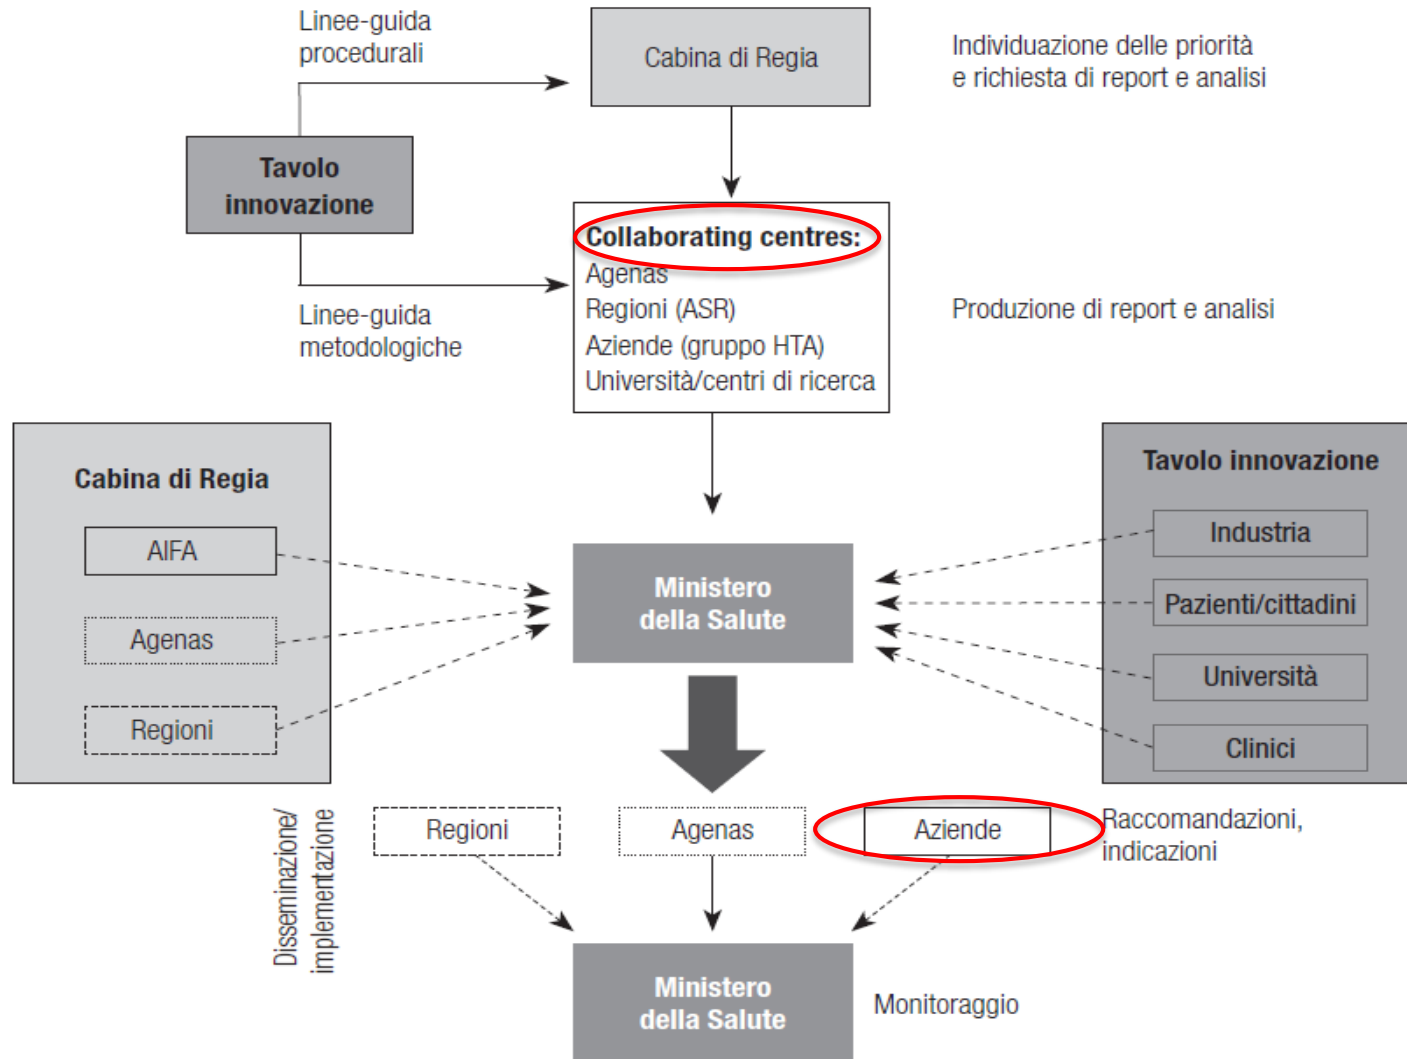 Linee-guida
procedurali
Cabina di Regia
Individuazione delle priorità
e richiesta di report e analisi
Tavolo
innovazione
Collaborating centres:
Agenas
Regioni (ASR)
Aziende (gruppo HTA)
Università/centri di ricerca
Linee-guida
metodologiche
Produzione di report e analisi
Cabina di Regia
AIFA
Agenas
Regioni
Ministero
della Salute
Tavolo innovazione
Industria
Pazienti/cittadini
Università
Clinici
Disseminazione/
implementazione
Regioni
Agenas
Aziende
Raccomandazioni,
indicazioni
Ministero
della Salute
Monitoraggio